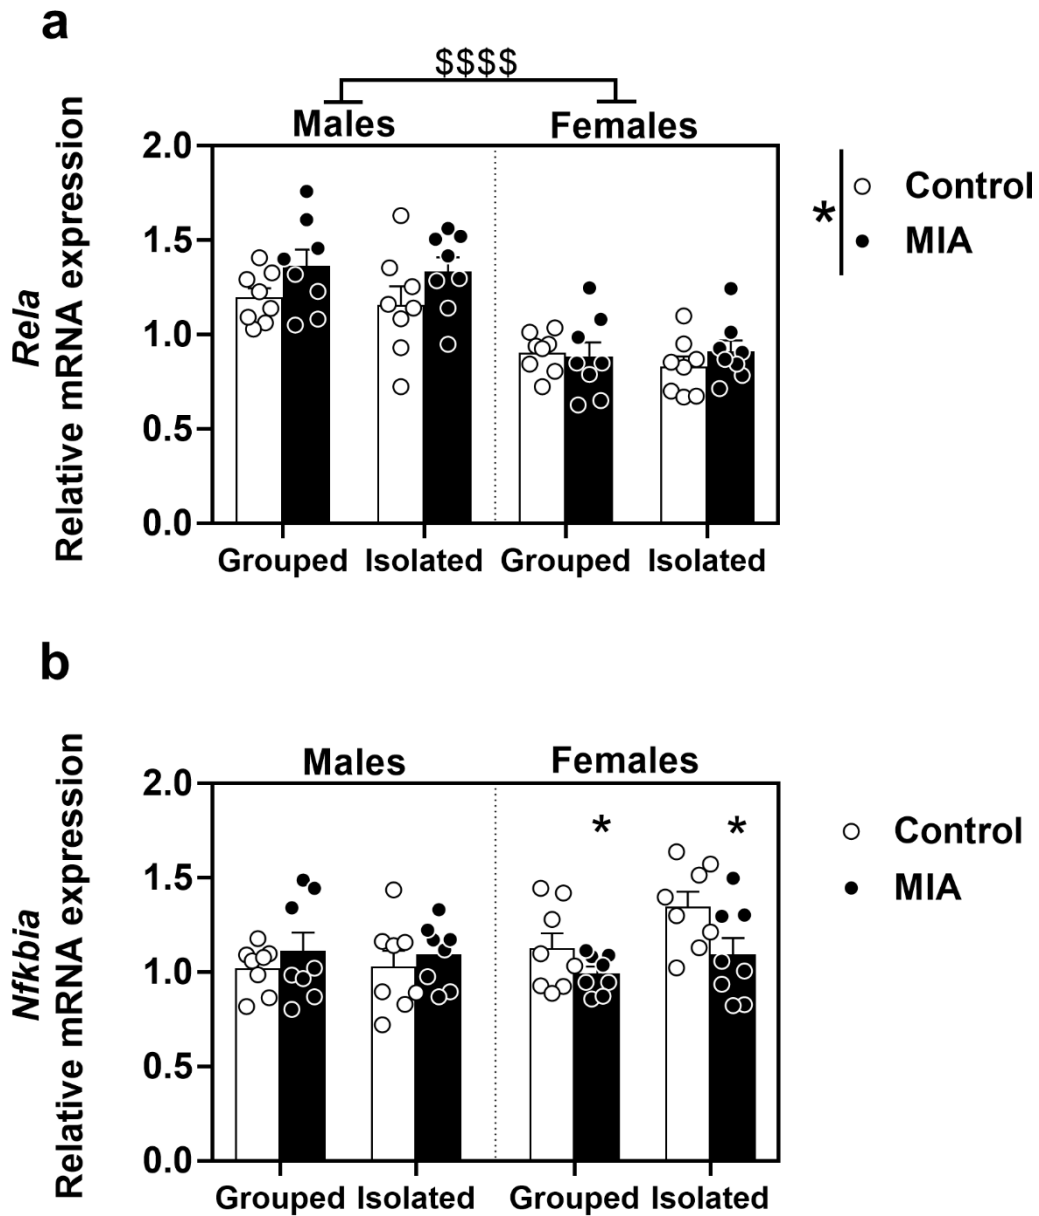 a
$$$$
Males Females
Rela
Relative mRNA expression
2.0
1.5
1.0
0.5
0.0
Grouped Isolated Grouped Isolated
* Control
MIA
b
Males Females
Nfkbia
Relative mRNA expression
2.0
1.5
1.0
0.5
0.0
* *
Grouped Isolated Grouped Isolated
Control
MIA